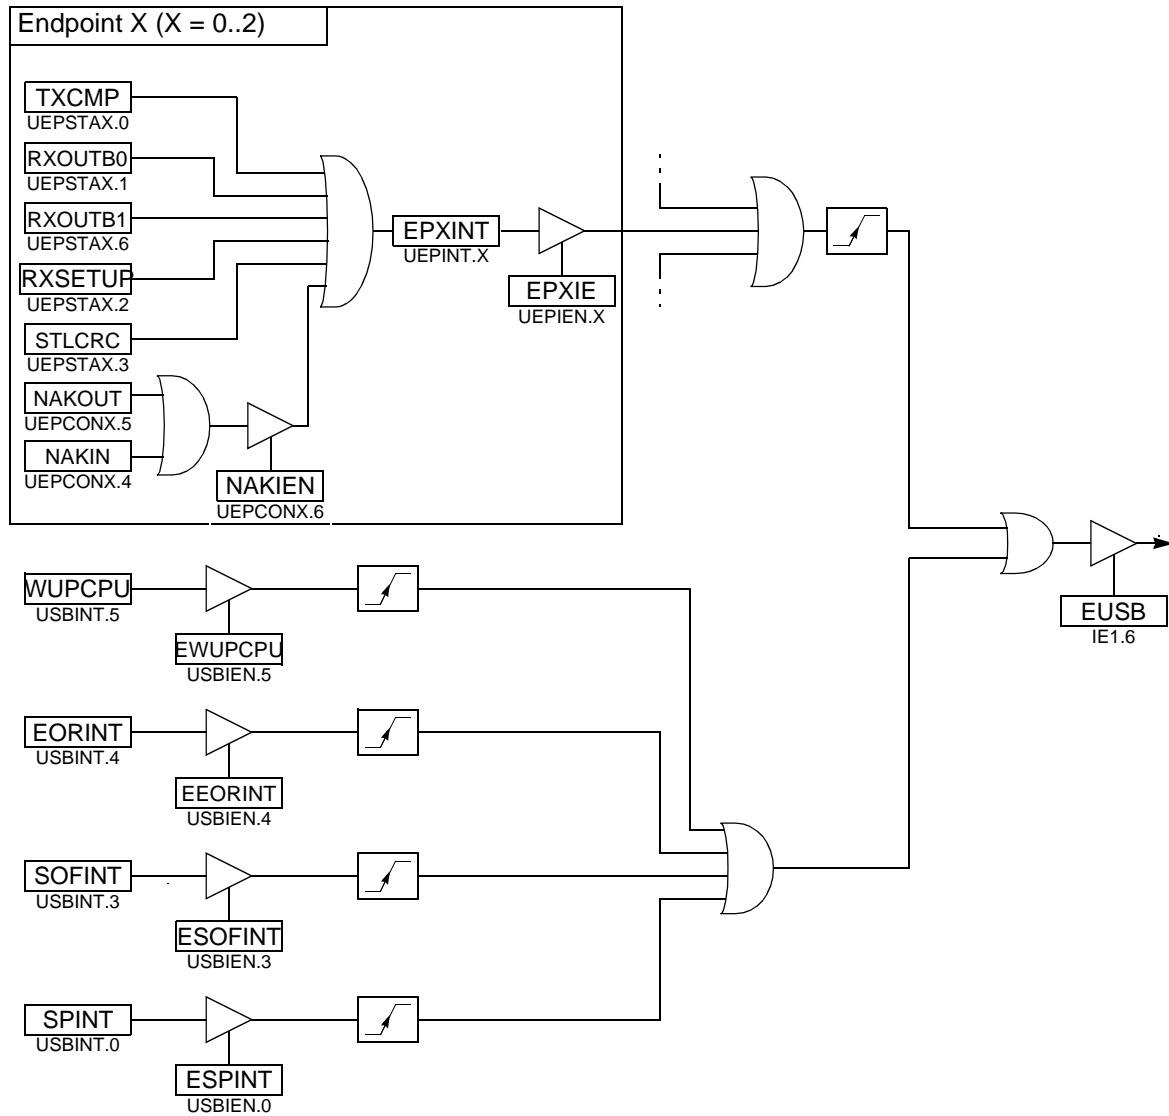 Endpoint X (X = 0..2)
TXCMP
UEPSTAX.0
RXOUTB0
UEPSTAX.1
RXOUTB1
UEPSTAX.6
RXSETUP
UEPSTAX.2
STLCRC
UEPSTAX.3
NAKOUT
UEPCONX.5
NAKIN
UEPCONX.4
NAKIEN
UEPCONX.6
EPXINT
UEPINT.X
EPXIE
UEPIEN.X
WUPCPU
USBINT.5
EWUPCPU
USBIEN.5
EORINT
USBINT.4
EEORINT
USBIEN.4
SOFINT
USBINT.3
ESOFINT
USBIEN.3
SPINT
USBINT.0
ESPINT
USBIEN.0
EUSB
IE1.6